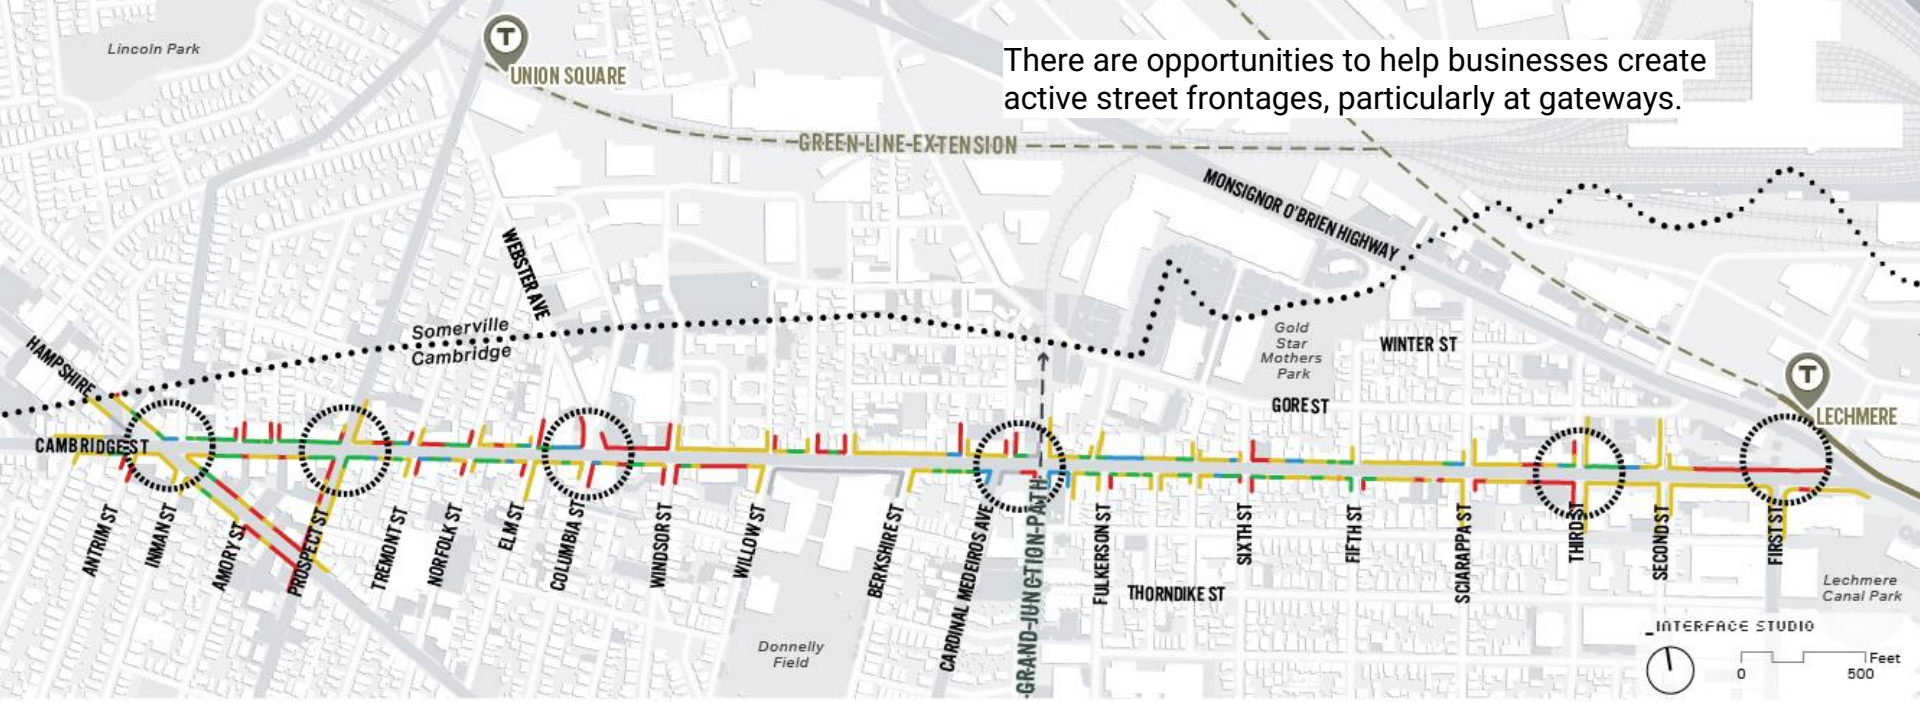 Lincoln Park
T
UNION SQUARE
There are opportunities to help businesses create
active street frontages, particularly at gateways.
GREEN-LINE-EXTENSION
MONSIGNOR O'BRIEN HIGHWAY
WEBSTER AVE
Somerville
Cambridge
HAMPSHIRE
Gold
Star
Mothers
Park
WINTER ST
GORE ST
T
LECHMERE
CAMBRIDGE ST
ANTRIM ST
INMAN ST
AMORY ST
PROSPECT ST
TREMONT ST
NORFOLK ST
ELM ST
COLUMBIA ST
WINDSOR ST
WILLOW ST
BERKSHIRE ST
CARDINAL MEDEIROS AVE
GRAND-JUNCTION-PATH
FULKERSON ST
THORNDIKE ST
SIXTH ST
FIFTH ST
SCIARAPPA ST
THIRD ST
SECOND ST
FIRST ST
Lechmere
Canal Park
Donnelly
Field
_INTERFACE STUDIO
Feet
0 500